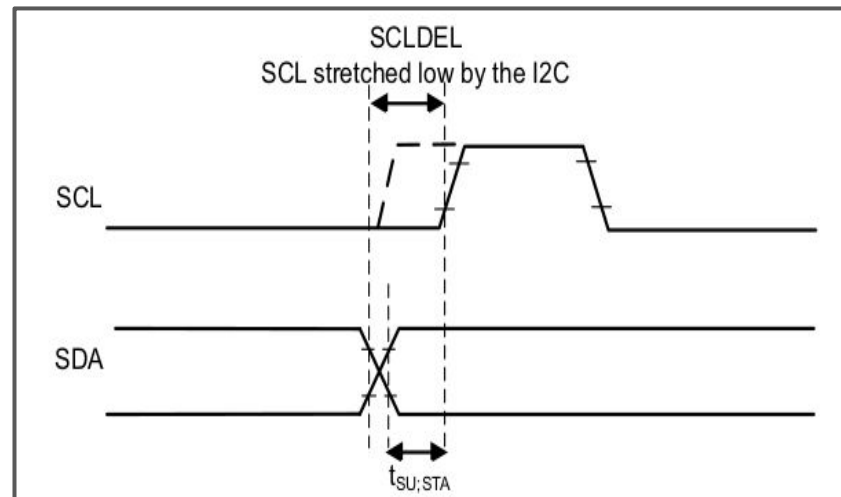 SCLDEL
SCL stretched low by the I2C
SCL
SDA
tSU;STA